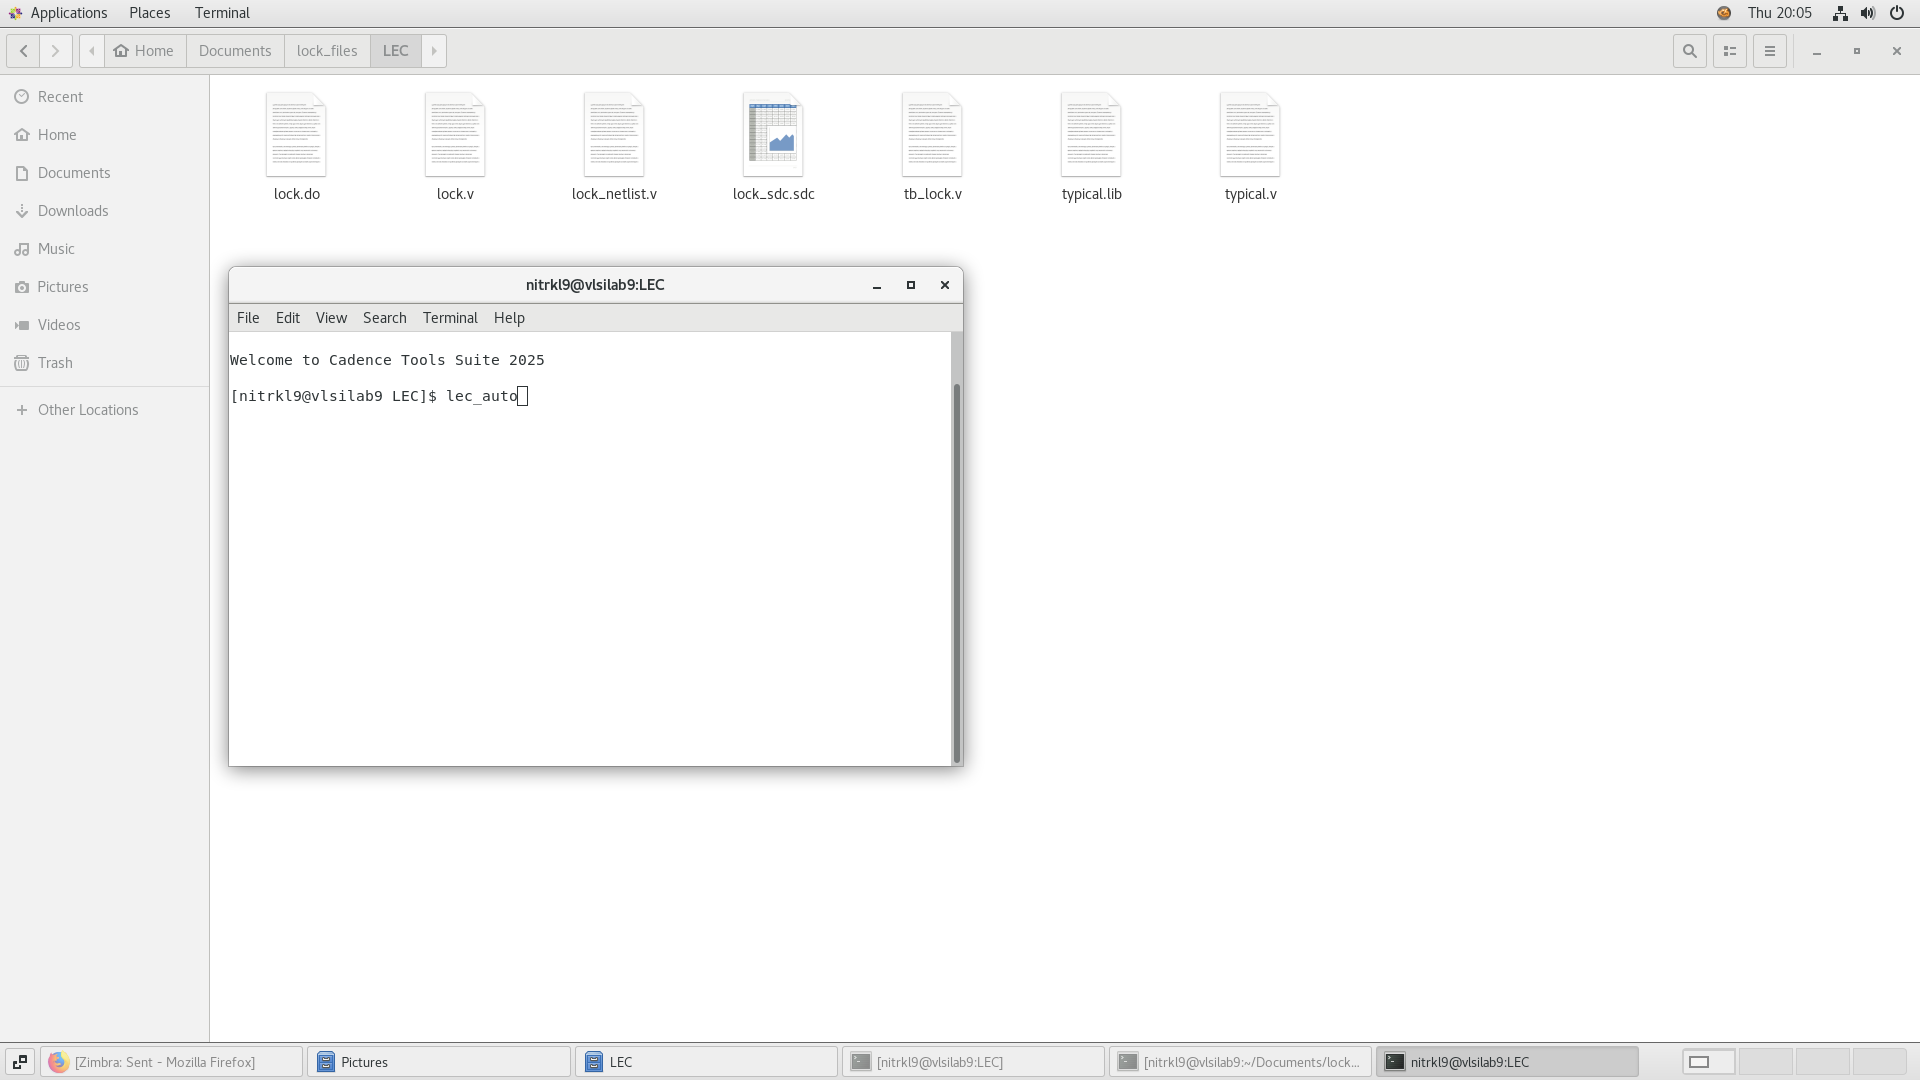 Applications Places Terminal Thu 20:05
Home Documents lock_files LEC
Recent
Home
Documents
Downloads
Music
Pictures
Videos
Trash
Other Locations
lock.do lock.v lock_netlist.v lock_sdc.sdc tb_lock.v typical.lib typical.v
nitrkl9@vlsilab9:LEC
File Edit View Search Terminal Help
Welcome to Cadence Tools Suite 2025
[nitrkl9@vlsilab9 LEC]$ lec_auto
[Zimbra: Sent - Mozilla Firefox] Pictures LEC [nitrkl9@vlsilab9:LEC] [nitrkl9@vlsilab9:~/Documents/lock... nitrkl9@vlsilab9:LEC